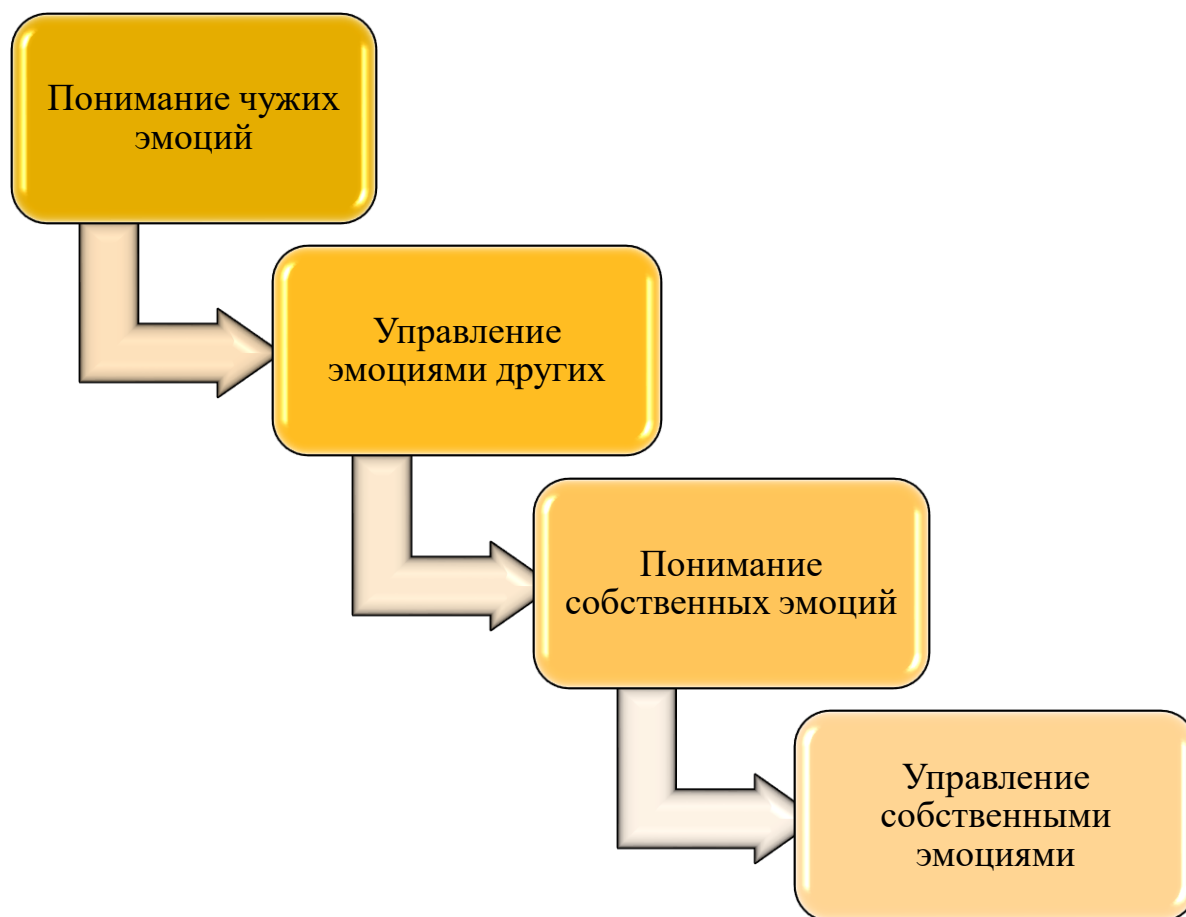 Понимание чужих
эмоций
Управление
эмоциями других
Понимание
собственных эмоций
Управление
собственными
эмоциями